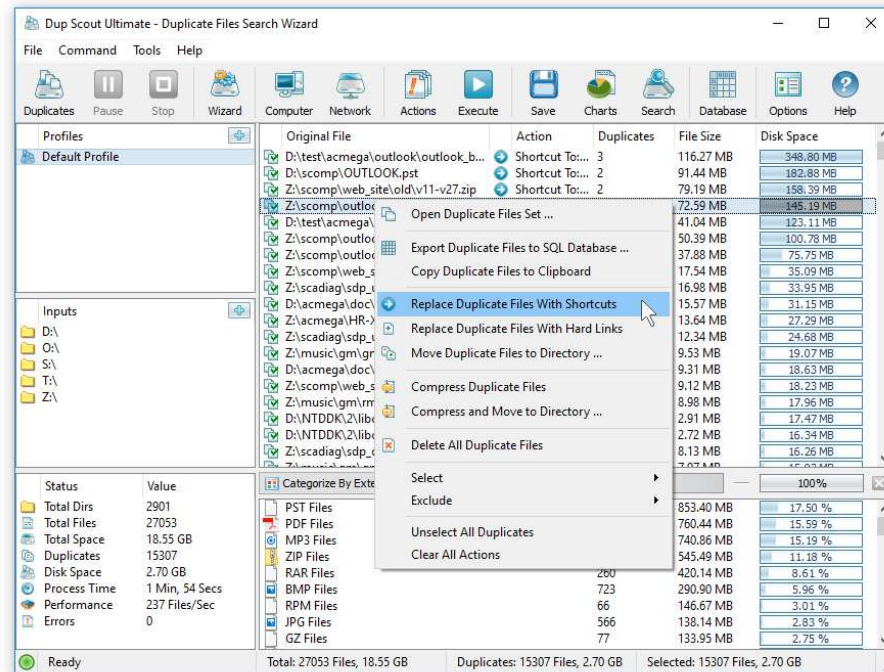 Dup Scout Ultimate - Duplicate Files Search Wizard
File Command Tools Help
Duplicates Pause Stop Wizard Computer Network Actions Execute Save Charts Search Database Options Help
Profiles
Default Profile
Inputs
D:\
O:\
S:\
T:\
Z:\
Original File Action Duplicates File Size Disk Space
D:\test\acmega\outlook\outlook_b... Shortcut To:... 3 116.27 MB 348.80 MB
D:\scomp\OUTLOOK.pst Shortcut To:... 2 91.44 MB 182.88 MB
Z:\scomp\web_site\old\v11-v27.zip Shortcut To:... 2 79.19 MB 158.39 MB
Z:\scomp\outloo 72.59 MB 145.19 MB
D:\test\acmega\ 41.04 MB 123.11 MB
Z:\scomp\outloo 50.39 MB 100.78 MB
Z:\scomp\outloo 37.88 MB 75.75 MB
Z:\scomp\web_s 17.54 MB 35.09 MB
Z:\scadiag\sdp_u 16.98 MB 33.95 MB
D:\acmega\doc\ 15.57 MB 31.15 MB
Z:\acmega\HR-X 13.64 MB 27.29 MB
Z:\scadiag\sdp_u 12.34 MB 24.68 MB
Z:\music\gm\gr 9.53 MB 19.07 MB
D:\acmega\doc\ 9.31 MB 18.63 MB
Z:\scomp\web_s 9.12 MB 18.23 MB
Z:\music\gm\rm 8.98 MB 17.96 MB
D:\NTDDK\2\libc 2.91 MB 17.47 MB
D:\NTDDK\2\libc 2.72 MB 16.34 MB
Z:\scadiag\sdp_u 8.13 MB 16.26 MB
Open Duplicate Files Set ...
Export Duplicate Files to SQL Database ...
Copy Duplicate Files to Clipboard
Replace Duplicate Files With Shortcuts
Replace Duplicate Files With Hard Links
Move Duplicate Files to Directory ...
Compress Duplicate Files
Compress and Move to Directory ...
Delete All Duplicate Files
Select
Exclude
Unselect All Duplicates
Clear All Actions
Status Value
Total Dirs 2901
Total Files 27053
Total Space 18.55 GB
Duplicates 15307
Disk Space 2.70 GB
Process Time 1 Min, 54 Secs
Performance 237 Files/Sec
Errors 0
Categorize By Exte 100%
PST Files 853.40 MB 17.50 %
PDF Files 760.44 MB 15.59 %
MP3 Files 740.86 MB 15.19 %
ZIP Files 545.49 MB 11.18 %
RAR Files 260 420.14 MB 8.61 %
BMP Files 723 290.90 MB 5.96 %
RPM Files 66 146.67 MB 3.01 %
JPG Files 566 138.14 MB 2.83 %
GZ Files 77 133.95 MB 2.75 %
Ready Total: 27053 Files, 18.55 GB Duplicates: 15307 Files, 2.70 GB Selected: 15307 Files, 2.70 GB